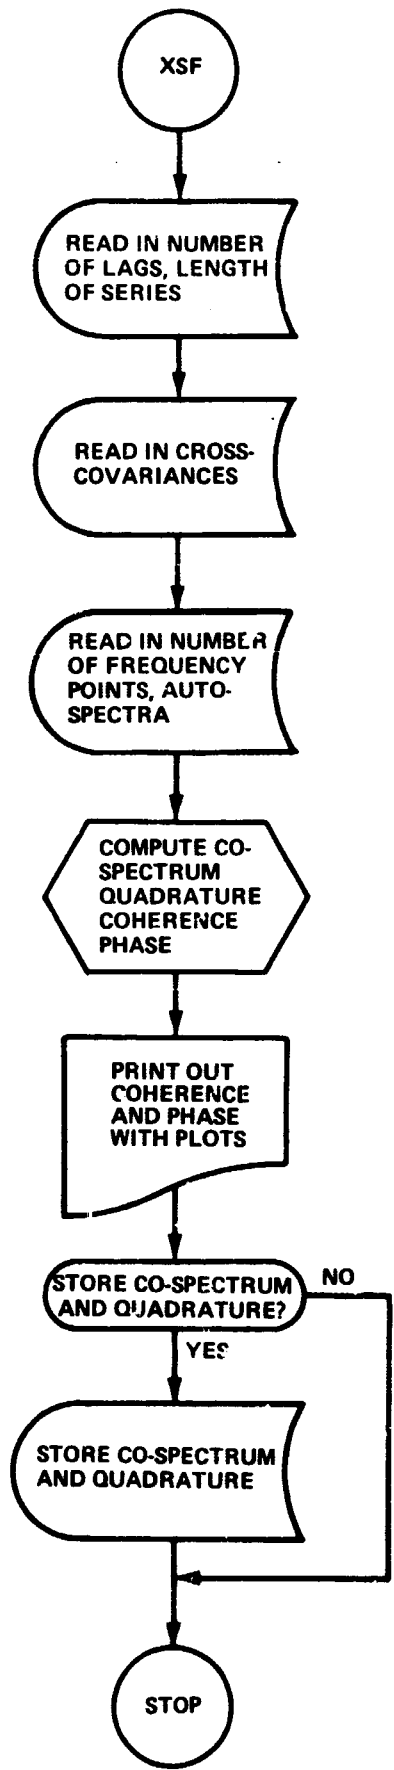 XSF
READ IN NUMBER
OF LAGS, LENGTH
OF SERIES
READ IN CROSS-
COVARIANCES
READ IN NUMBER
OF FREQUENCY
POINTS, AUTO-
SPECTRA
COMPUTE CO-
SPECTRUM
QUADRATURE
COHERENCE
PHASE
PRINT OUT
COHERENCE
AND PHASE
WITH PLOTS
STORE CO-SPECTRUM
AND QUADRATURE?
NO
YES
STORE CO-SPECTRUM
AND QUADRATURE
STOP